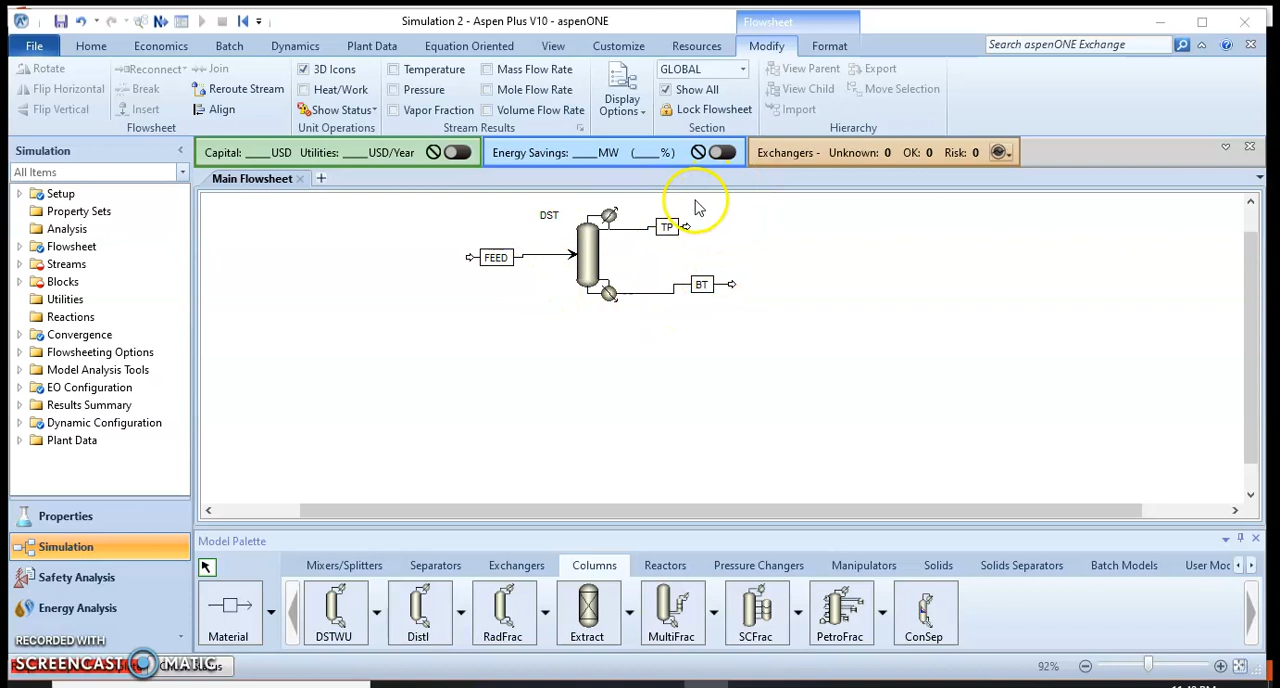 Simulation 2 - Aspen Plus V10 - aspenONE
Flowsheet
File Home Economics Batch Dynamics Plant Data Equation Oriented View Customize Resources Modify Format Search aspenONE Exchange
Rotate Reconnect Join 3D Icons Temperature Mass Flow Rate GLOBAL View Parent Export
Flip Horizontal Break Reroute Stream Heat/Work Pressure Mole Flow Rate Show All View Child Move Selection
Flip Vertical Insert Align Show Status Vapor Fraction Volume Flow Rate Display Options Lock Flowsheet Import
Flowsheet Unit Operations Stream Results Section Hierarchy
Capital: ____USD Utilities: ____USD/Year Energy Savings: ____MW (____%) Exchangers - Unknown: 0 OK: 0 Risk: 0
Simulation
All Items
Setup
Property Sets
Analysis
Flowsheet
Streams
Blocks
Utilities
Reactions
Convergence
Flowsheeting Options
Model Analysis Tools
EO Configuration
Results Summary
Dynamic Configuration
Plant Data
Properties
Simulation
Safety Analysis
Energy Analysis
Main Flowsheet
DST
TP
FEED
BT
Model Palette
Mixers/Splitters Separators Exchangers Columns Reactors Pressure Changers Manipulators Solids Solids Separators Batch Models User Moc
Material DSTWU Distl RadFrac Extract MultiFrac SCFrac PetroFrac ConSep
RECORDED WITH
SCREENCAST MATIC
92%